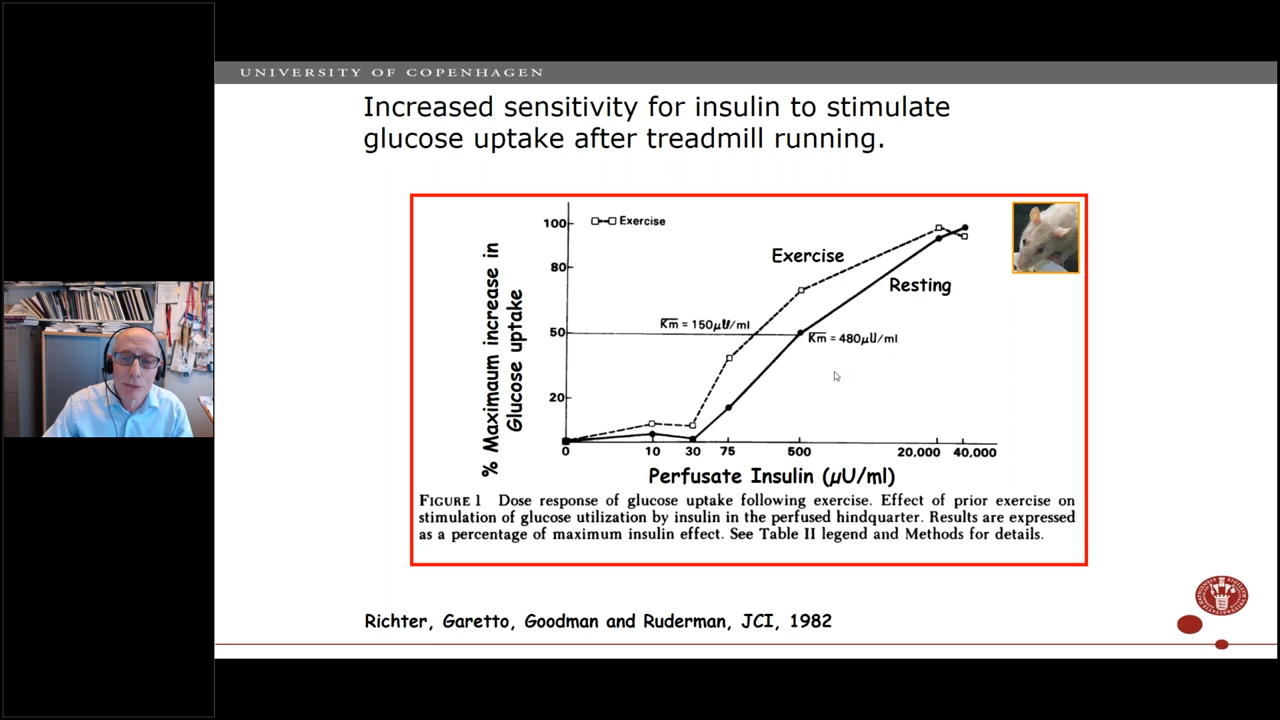 UNIVERSITY OF COPENHAGEN
Increased sensitivity for insulin to stimulate
glucose uptake after treadmill running.
% Maximaum increase in
Glucose uptake
100
80
50
20
Exercise
Exercise
Resting
Km = 150µU/ml
Km = 480µU/ml
0 10 30 75 500 20,000 40,000
Perfusate Insulin (µU/ml)
FIGURE 1 Dose response of glucose uptake following exercise. Effect of prior exercise on
stimulation of glucose utilization by insulin in the perfused hindquarter. Results are expressed
as a percentage of maximum insulin effect. See Table II legend and Methods for details.
Richter, Garetto, Goodman and Ruderman, JCI, 1982